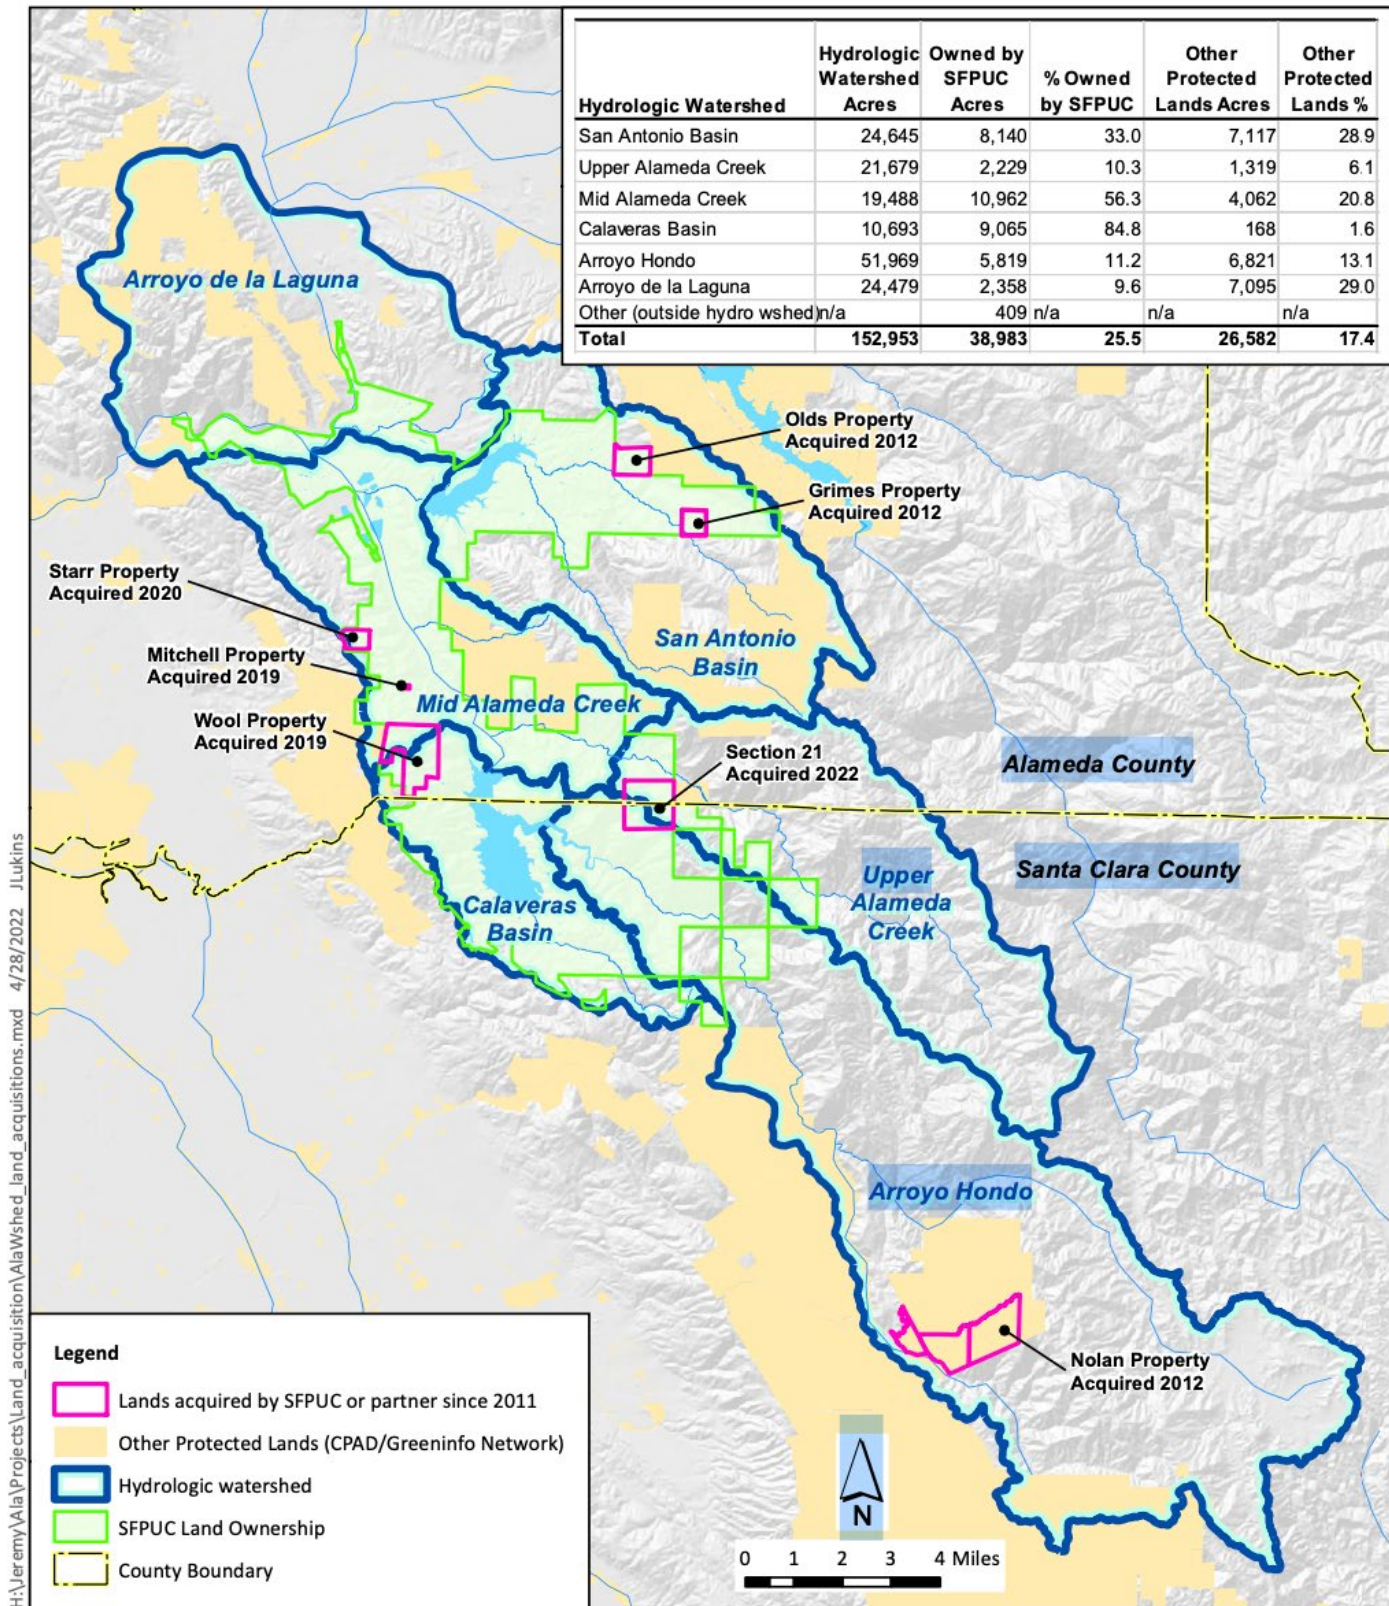 Hydrologic Watershed Hydrologic Watershed Acres Owned by SFPUC Acres % Owned by SFPUC Other Protected Lands Acres Other Protected Lands %
San Antonio Basin 24,645 8,140 33.0 7,117 28.9
Upper Alameda Creek 21,679 2,229 10.3 1,319 6.1
Mid Alameda Creek 19,488 10,962 56.3 4,062 20.8
Calaveras Basin 10,693 9,065 84.8 168 1.6
Arroyo Hondo 51,969 5,819 11.2 6,821 13.1
Arroyo de la Laguna 24,479 2,358 9.6 7,095 29.0
Other (outside hydro wshed) n/a 409 n/a n/a n/a
Total 152,953 38,983 25.5 26,582 17.4
Arroyo de la Laguna
Olds Property
Acquired 2012
Grimes Property
Acquired 2012
Starr Property
Acquired 2020
Mitchell Property
Acquired 2019
Wool Property
Acquired 2019
San Antonio
Basin
Mid Alameda Creek
Section 21
Acquired 2022
Alameda County
Santa Clara County
Upper
Alameda
Creek
Calaveras
Basin
Arroyo Hondo
Nolan Property
Acquired 2012
Legend
Lands acquired by SFPUC or partner since 2011
Other Protected Lands (CPAD/Greeninfo Network)
Hydrologic watershed
SFPUC Land Ownership
County Boundary
N
0 1 2 3 4 Miles
H:\Jeremy\Ala\Projects\Land_acquisition\AlaWshed_land_acquisitions.mxd 4/28/2022 JLukins